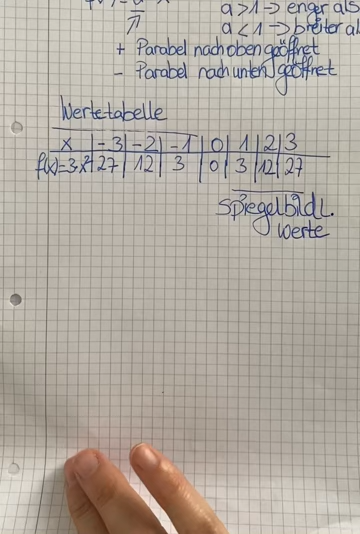 a > 1 -> enger als
a < 1 -> breiter al
+ Parabel nach oben geöffnet
- Parabel nach unten geöffnet
Wertetabelle
x | -3 | -2 | -1 | 0 | 1 | 2 | 3
f(x)=3x² | 27 | 12 | 3 | 0 | 3 | 12 | 27
Spiegelbildl.
werte